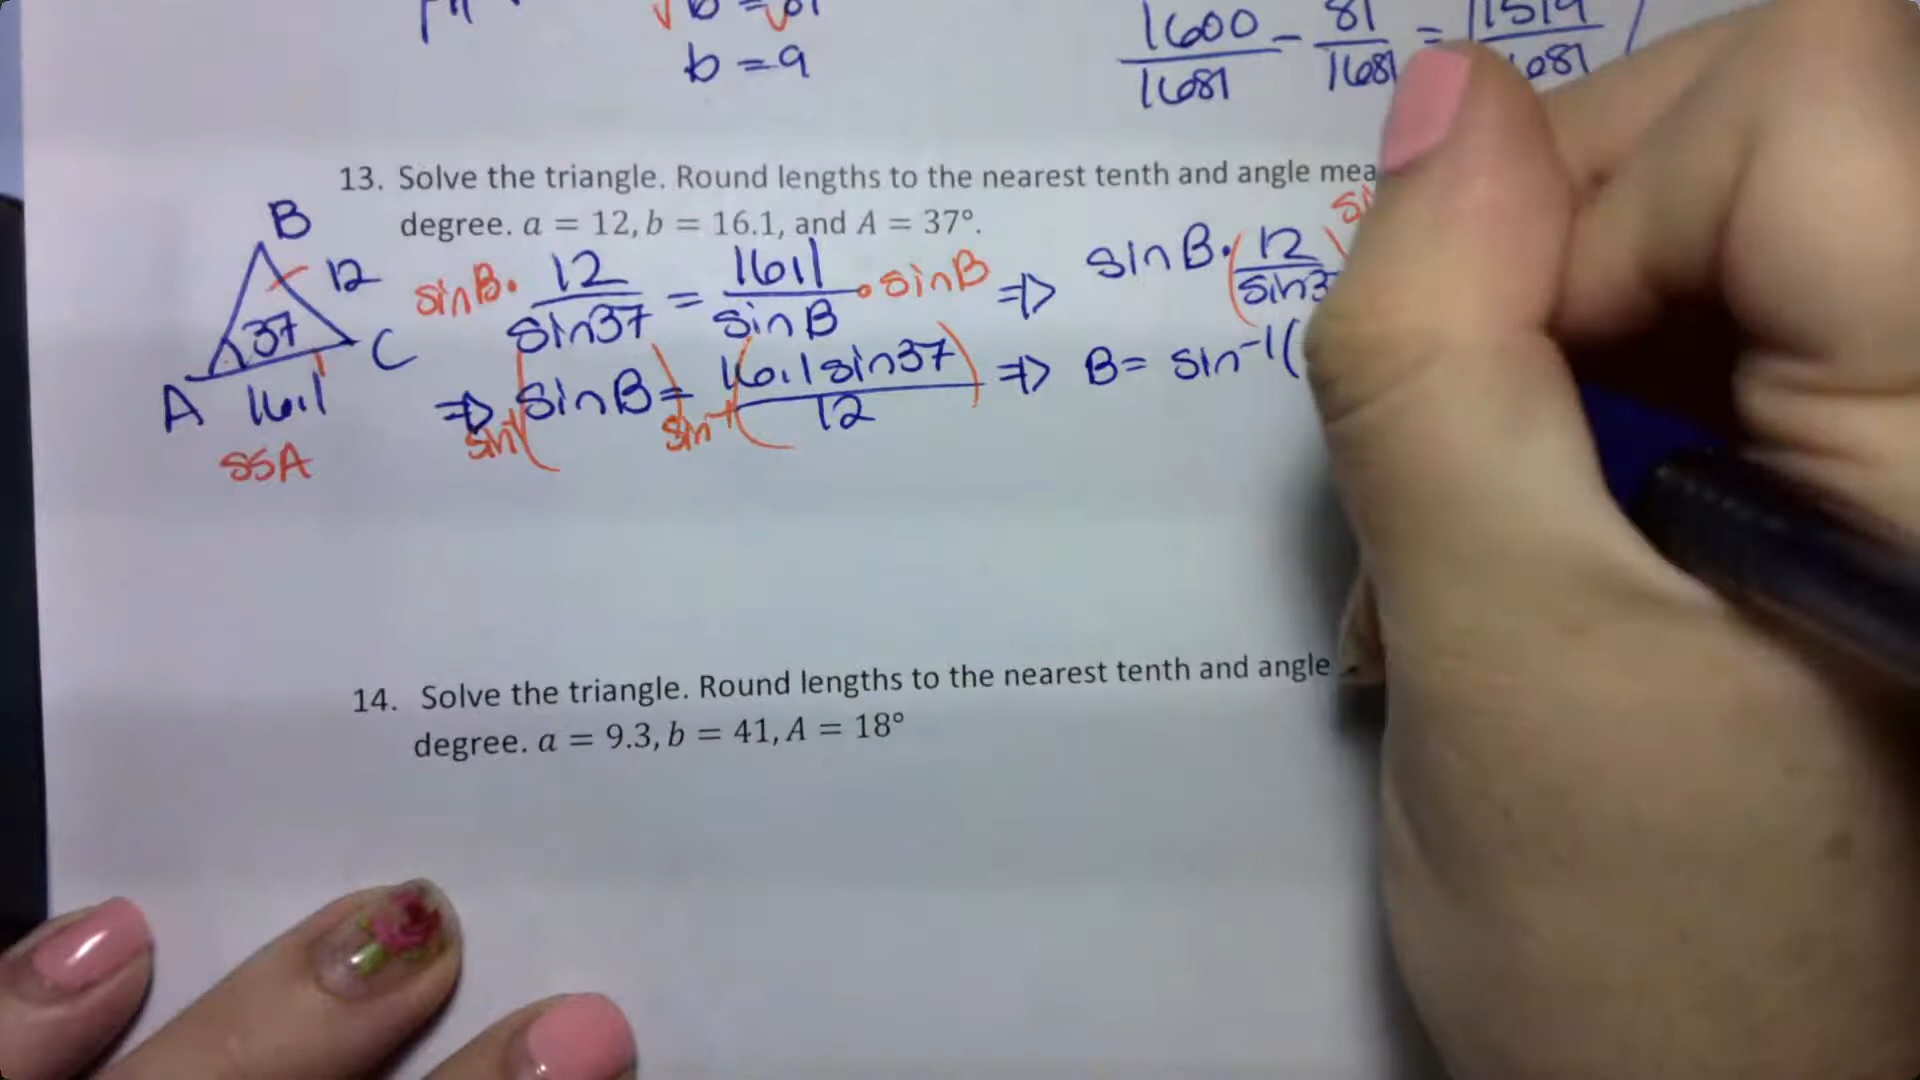 b = 81
b = 9
1600/1681 - 81/1681 = 1519/1681
13. Solve the triangle. Round lengths to the nearest tenth and angle mea
degree. a = 12, b = 16.1, and A = 37°.
B
12
37
A
C
16.1
SSA
sinB · 12/sin37 = 16.1/sinB · sinB ⇒ sinB · (12/sin3
⇒ sinB = 16.1sin37/12 ⇒ B = sin⁻¹(
sin⁻¹( sin⁻¹(
14. Solve the triangle. Round lengths to the nearest tenth and angle
degree. a = 9.3, b = 41, A = 18°